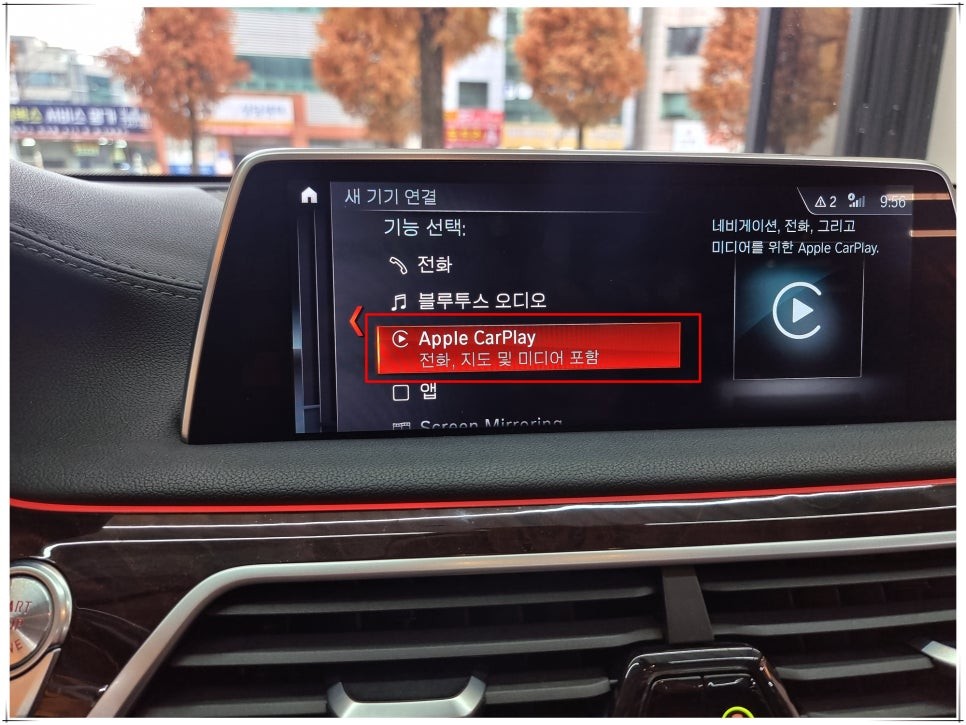 새 기기 연결
2
9:56
기능 선택:
전화
블루투스 오디오
Apple CarPlay
전화, 지도 및 미디어 포함
앱
Screen Mirroring
네비게이션, 전화, 그리고
미디어를 위한 Apple CarPlay.